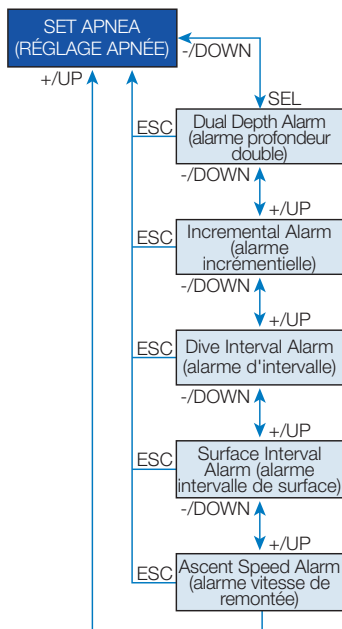 SET APNEA
(RÉGLAGE APNÉE)
-/DOWN
+/UP
SEL
ESC
Dual Depth Alarm
(alarme profondeur
double)
-/DOWN
+/UP
ESC
Incremental Alarm
(alarme
incrémentielle)
-/DOWN
+/UP
ESC
Dive Interval Alarm
(alarme d'intervalle)
-/DOWN
+/UP
ESC
Surface Interval
Alarm (alarme
intervalle de surface)
-/DOWN
+/UP
ESC
Ascent Speed Alarm
(alarme vitesse de
remontée)